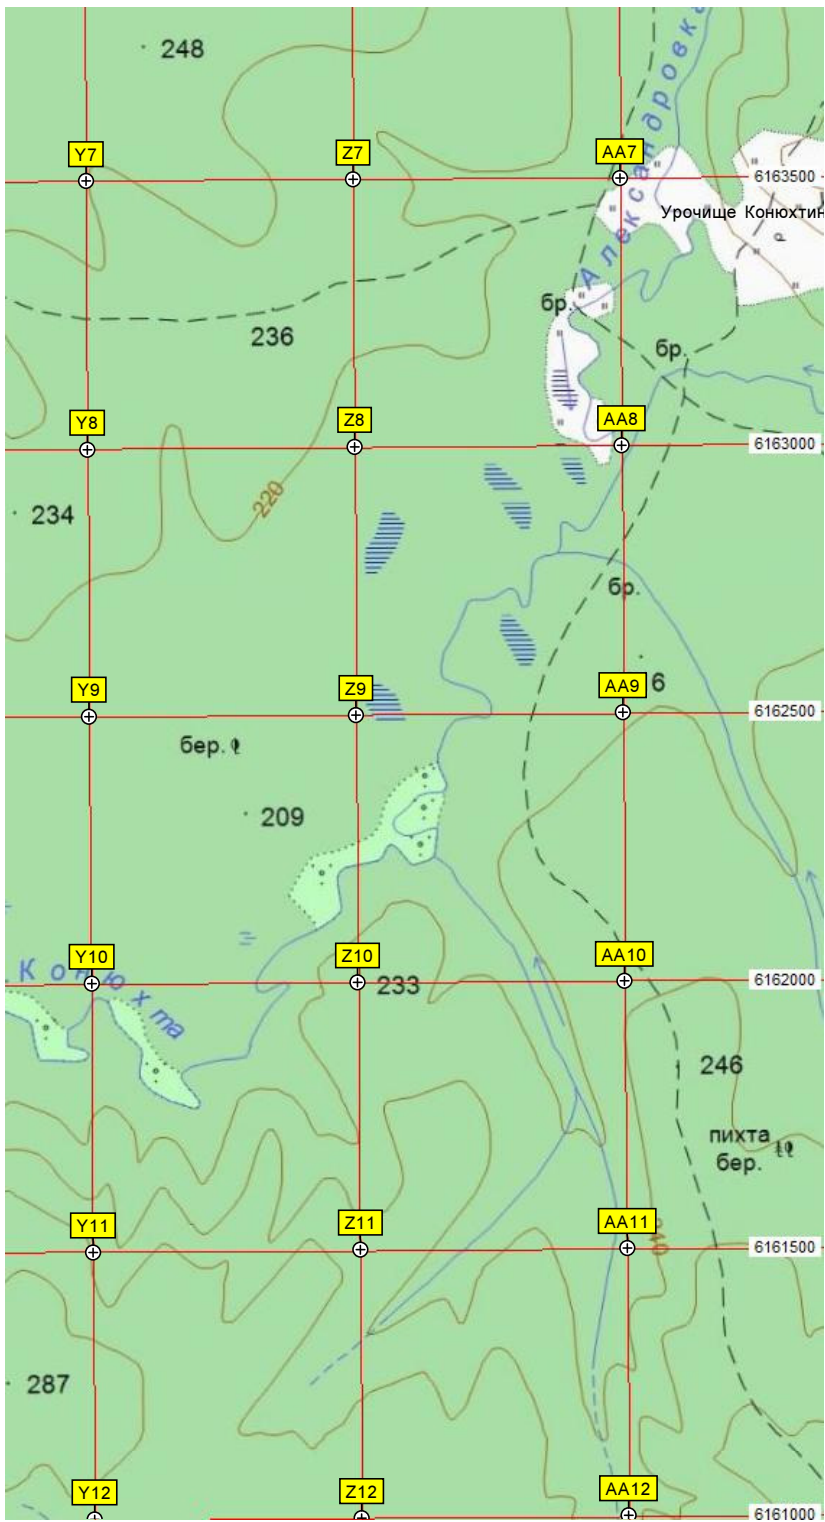 248
Александровка
Y7
Z7
AA7
6163500
Урочище Конюхтин
р
бр.
236
бр.
Y8
Z8
AA8
6163000
220
234
бр.
Y9
Z9
AA9
6
6162500
бер.
209
Y10
Z10
AA10
6162000
Конюхта
233
246
пихта
бер.
Y11
Z11
AA11
6161500
240
287
Y12
Z12
AA12
6161000